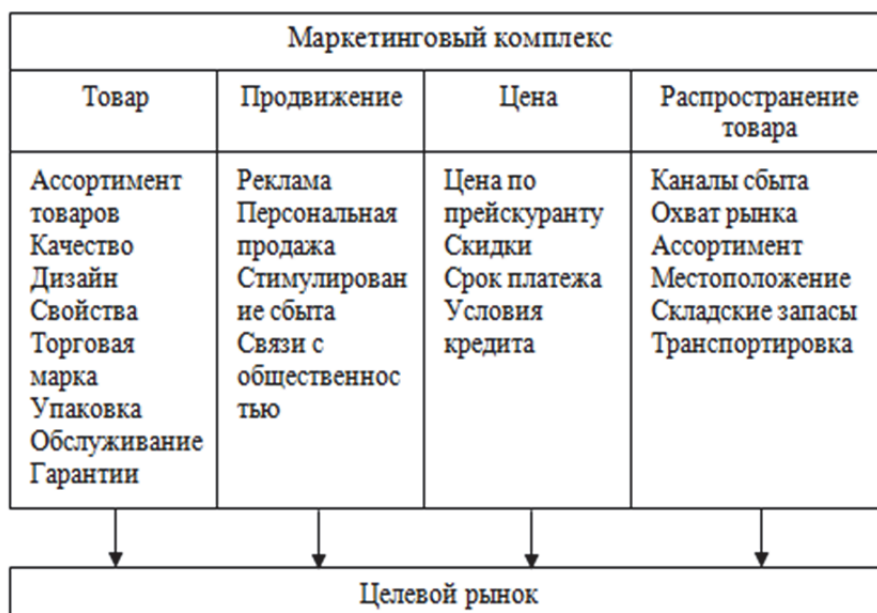 Маркетинговый комплекс
Товар
Продвижение
Цена
Распространение
товара
Ассортимент
товаров
Качество
Дизайн
Свойства
Торговая
марка
Упаковка
Обслуживание
Гарантии
Реклама
Персональная
продажа
Стимулирован
ие сбыта
Связи с
общественнос
тью
Цена по
прейскуранту
Скидки
Срок платежа
Условия
кредита
Каналы сбыта
Охват рынка
Ассортимент
Местоположение
Складские запасы
Транспортировка
Целевой рынок